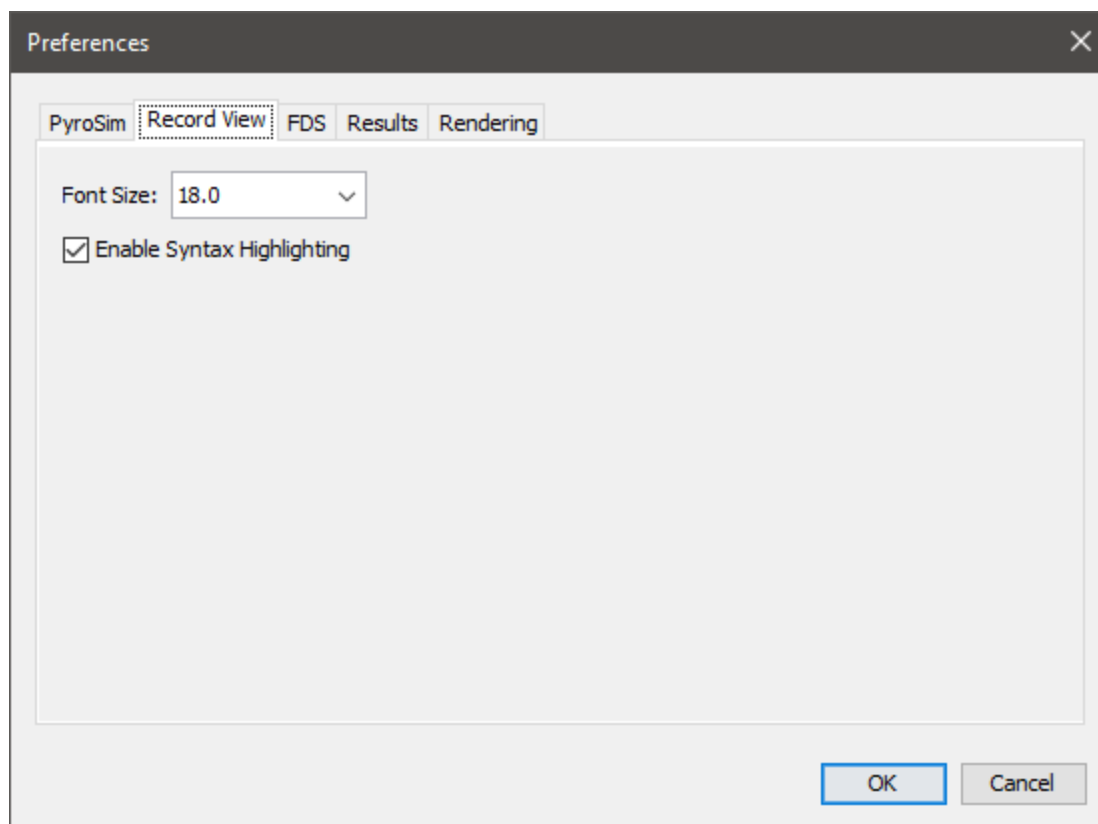 Preferences
PyroSim Record View FDS Results Rendering
Font Size: 18.0
Enable Syntax Highlighting
OK Cancel